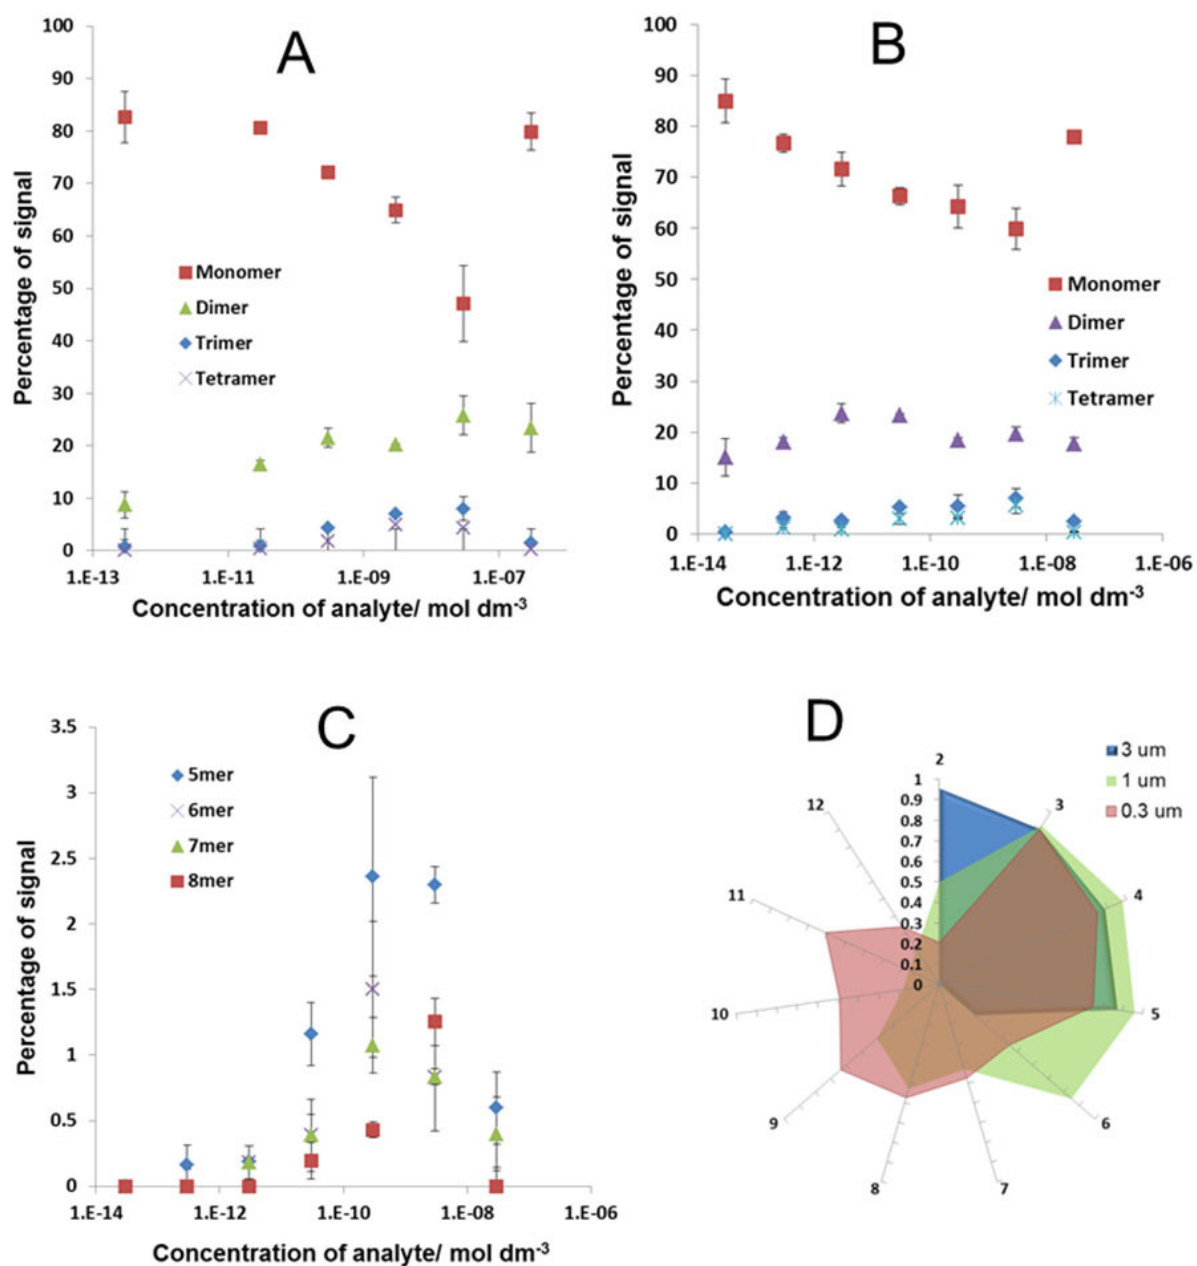 A
100
90
80
70
60
50
40
30
20
10
0
Percentage of signal
Monomer
Dimer
Trimer
Tetramer
1.E-13 1.E-11 1.E-09 1.E-07
Concentration of analyte/ mol dm-3
B
100
90
80
70
60
50
40
30
20
10
0
Percentage of signal
Monomer
Dimer
Trimer
Tetramer
1.E-14 1.E-12 1.E-10 1.E-08 1.E-06
Concentration of analyte/ mol dm-3
C
3.5
3
2.5
2
1.5
1
0.5
0
Percentage of signal
5mer
6mer
7mer
8mer
1.E-14 1.E-12 1.E-10 1.E-08 1.E-06
Concentration of analyte/ mol dm-3
D
3 um
1 um
0.3 um
2
3
4
5
6
7
8
9
10
11
12
1
0.9
0.8
0.7
0.6
0.5
0.4
0.3
0.2
0.1
0